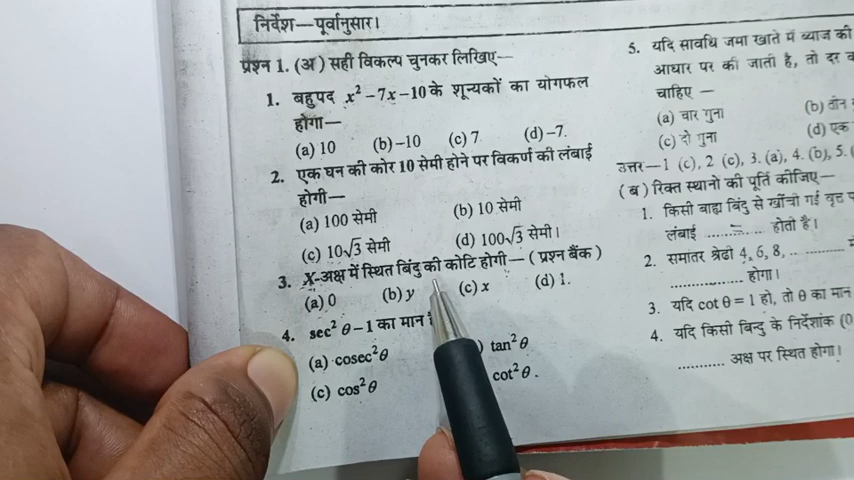 निर्देश—पूर्वानुसार।
प्रश्न 1. (अ) सही विकल्प चुनकर लिखिए—
1. बहुपद x² – 7x – 10 के शून्यकों का योगफल
होगा—
(a) 10 (b) –10 (c) 7 (d) –7.
2. एक घन की कोर 10 सेमी होने पर विकर्ण की लंबाई
होगी—
(a) 100 सेमी (b) 10 सेमी
(c) 10√3 सेमी (d) 100√3 सेमी।
3. X-अक्ष में स्थित बिंदु की कोटि होगी — (प्रश्न बैंक)
(a) 0 (b) y (c) x (d) 1.
4. sec² θ – 1 का मान
(a) cosec²θ ) tan²θ
(c) cos²θ cot²θ.
5. यदि सावधि जमा खाते में ब्याज की
आधार पर की जाती है, तो दर
चाहिए —
(a) चार गुना (b) तीन
(c) दो गुना (d) एक
उत्तर—1 (c), 2 (c), 3. (a), 4. (b), 5. (
(ब) रिक्त स्थानों की पूर्ति कीजिए—
1. किसी बाह्य बिंदु से खींची गई वृत्त
लंबाई ............ होती है।
2. समांतर श्रेढी 4, 6, 8, .. ............
............... होगा।
3. यदि cot θ = 1 हो, तो θ का मान
4. यदि किसी बिन्दु के निर्देशांक (0
........... अक्ष पर स्थित होगा।